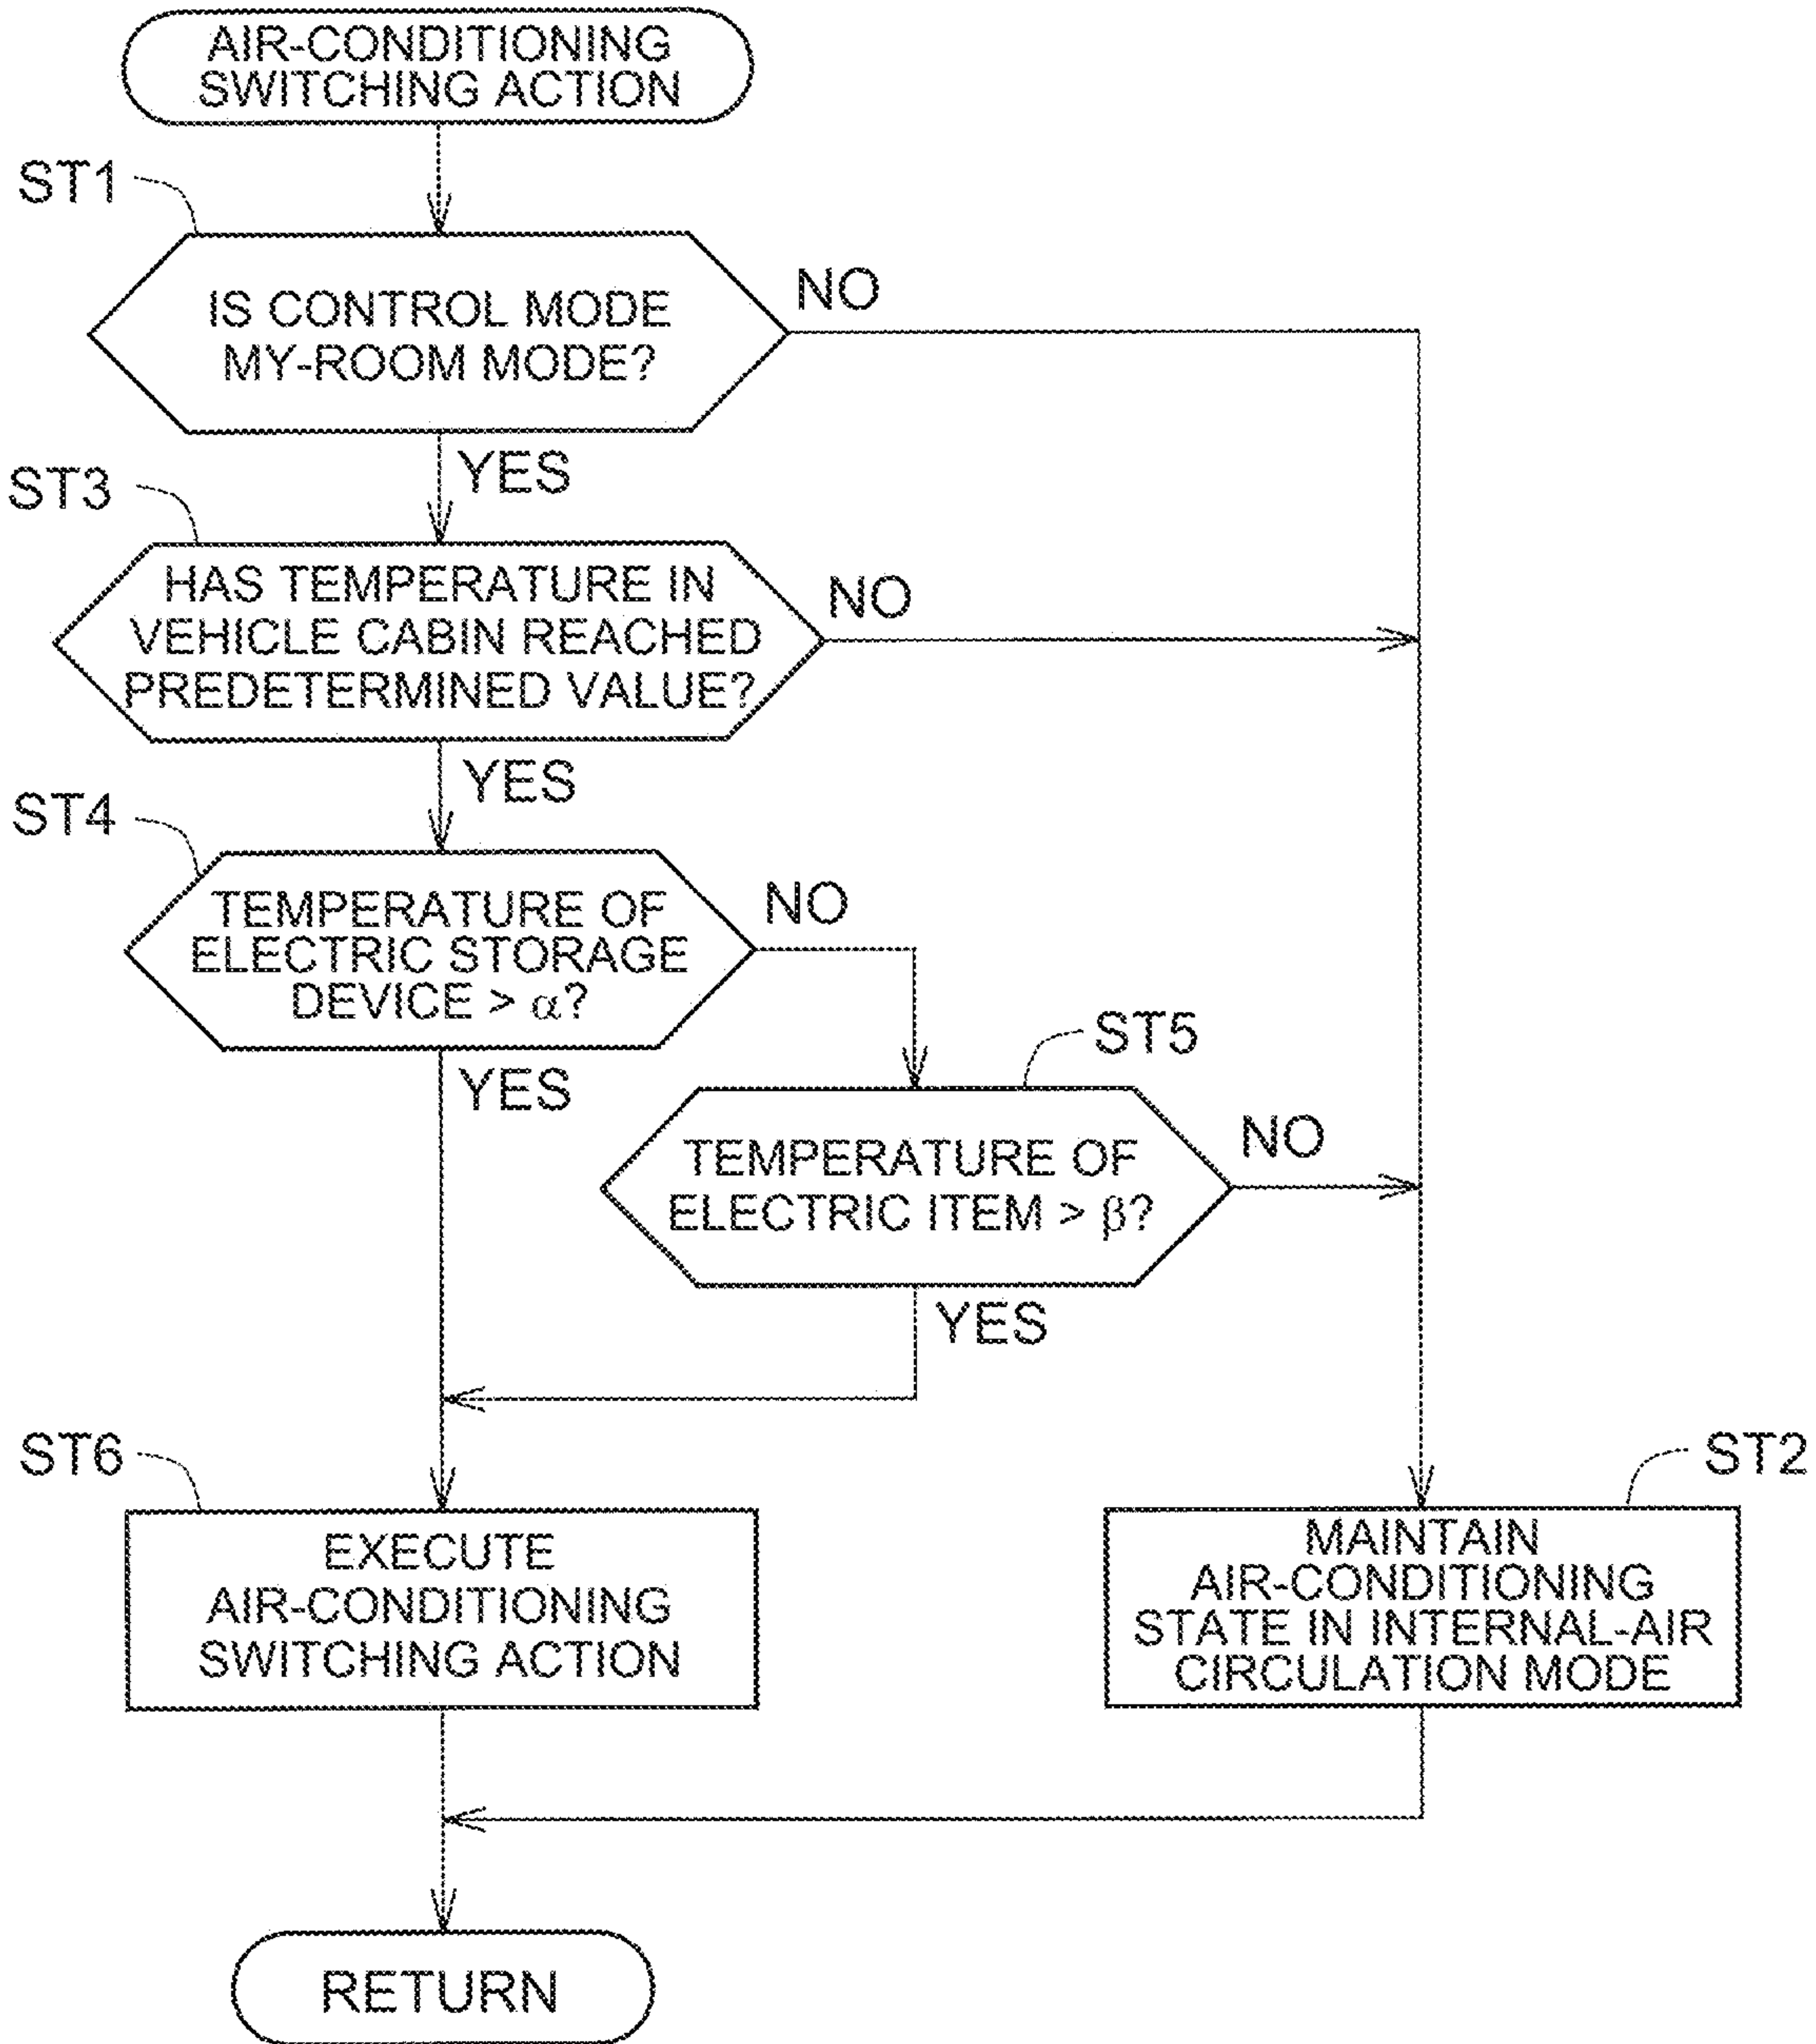 AIR-CONDITIONING
SWITCHING ACTION
ST1
IS CONTROL MODE
MY-ROOM MODE?
NO
YES
ST3
HAS TEMPERATURE IN
VEHICLE CABIN REACHED
PREDETERMINED VALUE?
NO
YES
ST4
TEMPERATURE OF
ELECTRIC STORAGE
DEVICE > α?
NO
YES
ST5
TEMPERATURE OF
ELECTRIC ITEM > β?
NO
YES
ST6
EXECUTE
AIR-CONDITIONING
SWITCHING ACTION
ST2
MAINTAIN
AIR-CONDITIONING
STATE IN INTERNAL-AIR
CIRCULATION MODE
RETURN